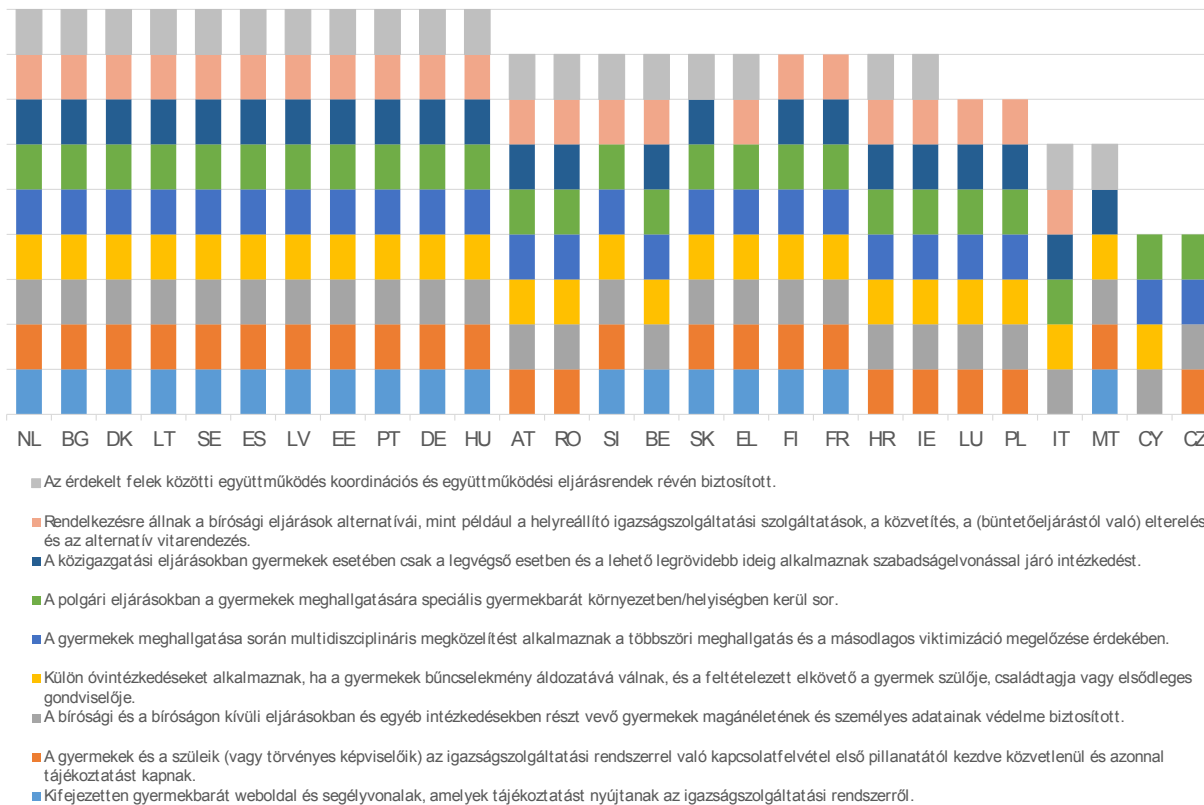 NL BG DK LT SE ES LV EE PT DE HU AT RO SI BE SK EL FI FR HR IE LU PL IT MT CY CZ
Az érdekelt felek közötti együttműködés koordinációs és együttműködési eljárásrendek révén biztosított.
Rendelkezésre állnak a bírósági eljárások alternatívái, mint például a helyreállító igazságszolgáltatási szolgáltatások, a közvetítés, a (büntetőeljárástól való) elterelés
és az alternatív vitarendezés.
A közigazgatási eljárásokban gyermekek esetében csak a legvégső esetben és a lehető legrövidebb ideig alkalmaznak szabadságelvonással járó intézkedést.
A polgári eljárásokban a gyermekek meghallgatására speciális gyermekbarát környezetben/helyiségben kerül sor.
A gyermekek meghallgatása során multidiszciplináris megközelítést alkalmaznak a többszöri meghallgatás és a másodlagos viktimizáció megelőzése érdekében.
Külön óvintézkedéseket alkalmaznak, ha a gyermekek bűncselekmény áldozatává válnak, és a feltételezett elkövető a gyermek szülője, családtagja vagy elsődleges
gondviselője.
A bírósági és a bíróságon kívüli eljárásokban és egyéb intézkedésekben részt vevő gyermekek magánéletének és személyes adatainak védelme biztosított.
A gyermekek és a szüleik (vagy törvényes képviselőik) az igazságszolgáltatási rendszerrel való kapcsolatfelvétel első pillanatától kezdve közvetlenül és azonnal
tájékoztatást kapnak.
Kifejezetten gyermekbarát weboldal és segélyvonalak, amelyek tájékoztatást nyújtanak az igazságszolgáltatási rendszerről.